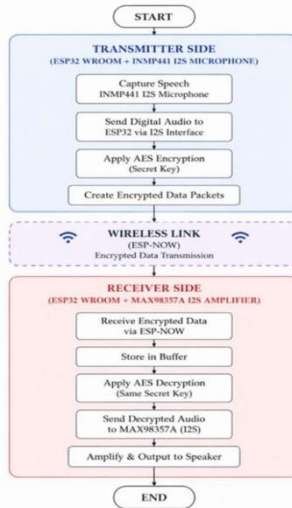 START
TRANSMITTER SIDE
(ESP32 WROOM + INMP441 I2S MICROPHONE)
Capture Speech
INMP441 I2S Microphone
Send Digital Audio to
ESP32 via I2S Interface
Apply AES Encryption
(Secret Key)
Create Encrypted Data Packets
WIRELESS LINK
(ESP-NOW)
Encrypted Data Transmission
RECEIVER SIDE
(ESP32 WROOM + MAX98357A I2S AMPLIFIER)
Receive Encrypted Data
via ESP-NOW
Store in Buffer
Apply AES Decryption
(Same Secret Key)
Send Decrypted Audio
to MAX98357A (I2S)
Amplify & Output to Speaker
END